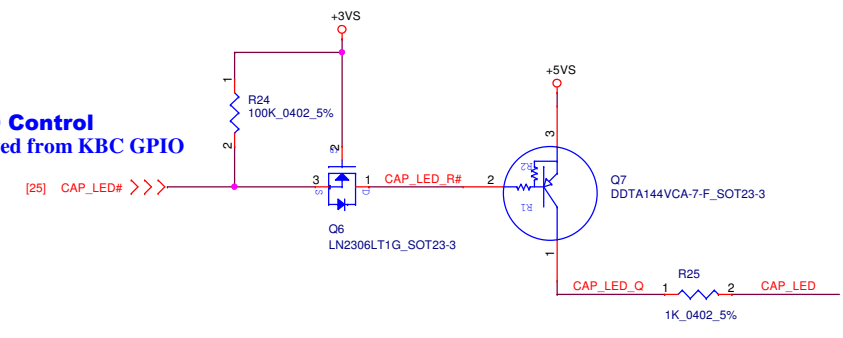 +3VS
+5VS
1
R24
100K_0402_5%
2
Control
ed from KBC GPIO
[25] CAP_LED#
2
G
3
S
1
D
CAP_LED_R#
Q6
LN2306LT1G_SOT23-3
3
2
R2
R1
1
Q7
DDTA144VCA-7-F_SOT23-3
CAP_LED_Q
1
R25
2
CAP_LED
1K_0402_5%